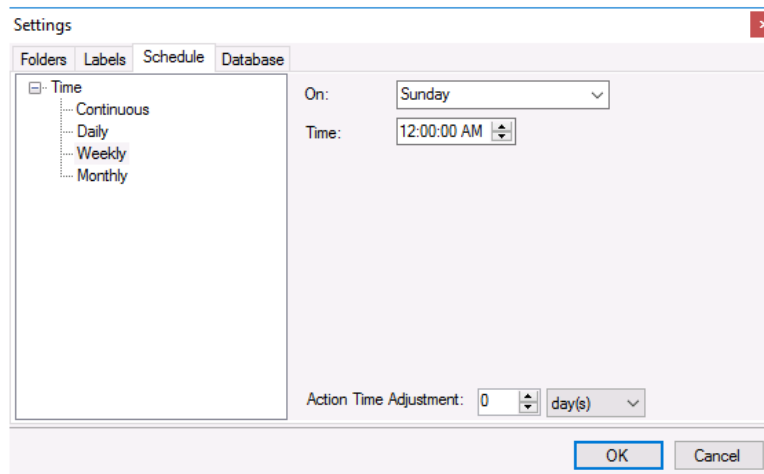 Settings
Folders Labels Schedule Database
Time
Continuous
Daily
Weekly
Monthly
On: Sunday
Time: 12:00:00 AM
Action Time Adjustment: 0 day(s)
OK Cancel